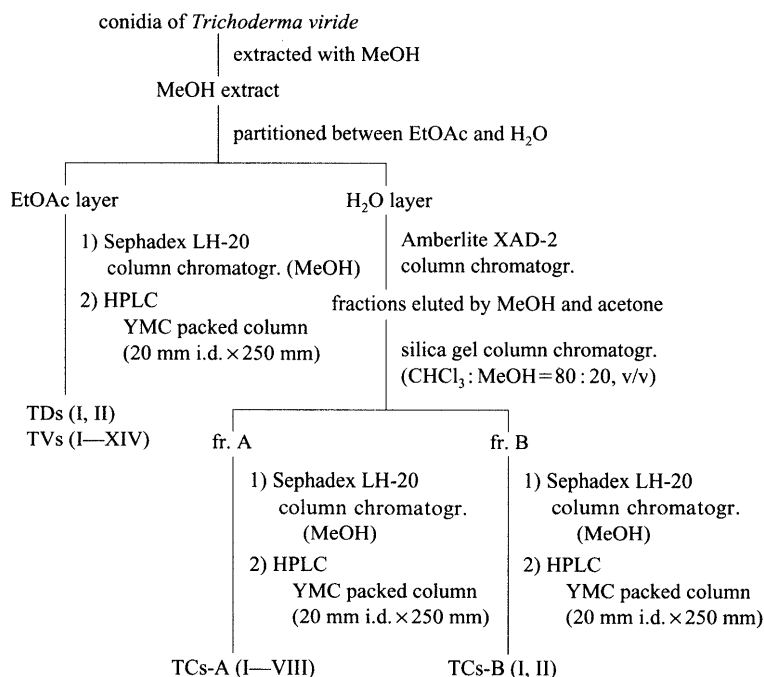 conidia of Trichoderma viride
extracted with MeOH
MeOH extract
partitioned between EtOAc and H₂O
EtOAc layer
1) Sephadex LH-20
column chromatogr. (MeOH)
2) HPLC
YMC packed column
(20 mm i.d. × 250 mm)
TDs (I, II)
TVs (I—XIV)
H₂O layer
Amberlite XAD-2
column chromatogr.
fractions eluted by MeOH and acetone
silica gel column chromatogr.
(CHCl₃ : MeOH = 80 : 20, v/v)
fr. A
1) Sephadex LH-20
column chromatogr.
(MeOH)
2) HPLC
YMC packed column
(20 mm i.d. × 250 mm)
TCs-A (I—VIII)
fr. B
1) Sephadex LH-20
column chromatogr.
(MeOH)
2) HPLC
YMC packed column
(20 mm i.d. × 250 mm)
TCs-B (I, II)